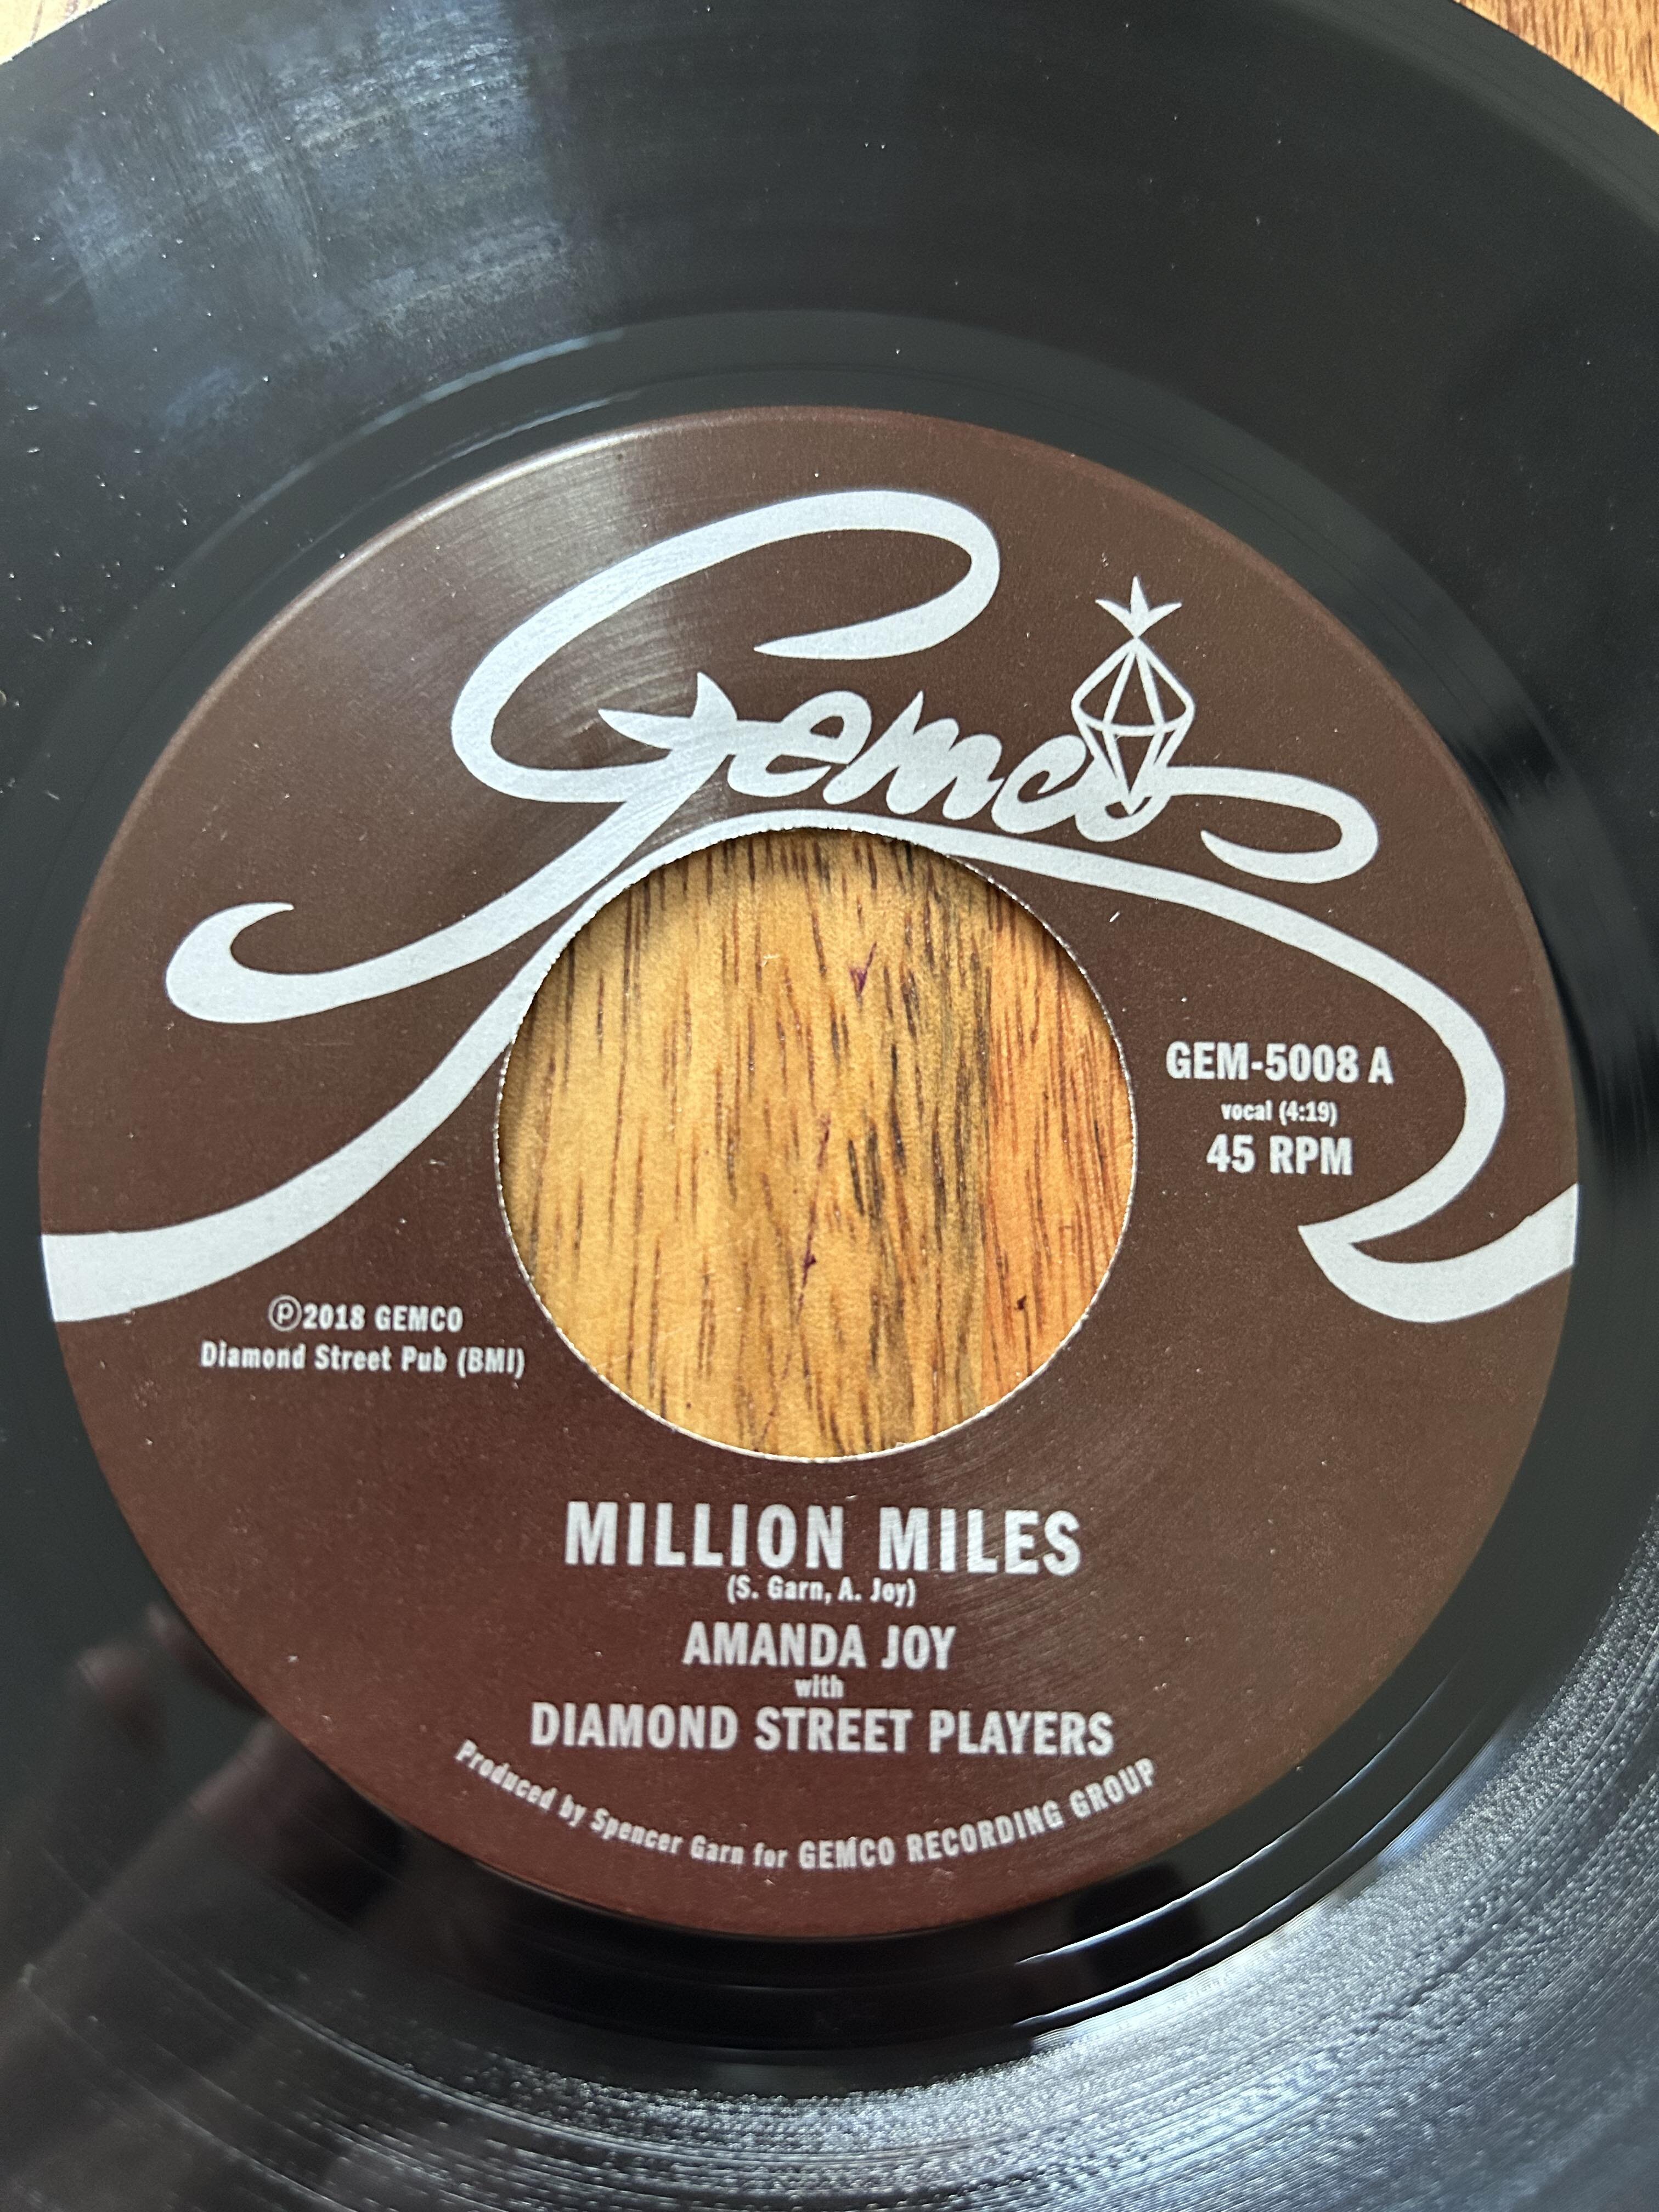 Gemco
GEM-5008 A
vocal (4:19)
45 RPM
℗2018 GEMCO
Diamond Street Pub (BMI)
MILLION MILES
(S. Garn, A. Joy)
AMANDA JOY
with
DIAMOND STREET PLAYERS
Produced by Spencer Garn for GEMCO RECORDING GROUP